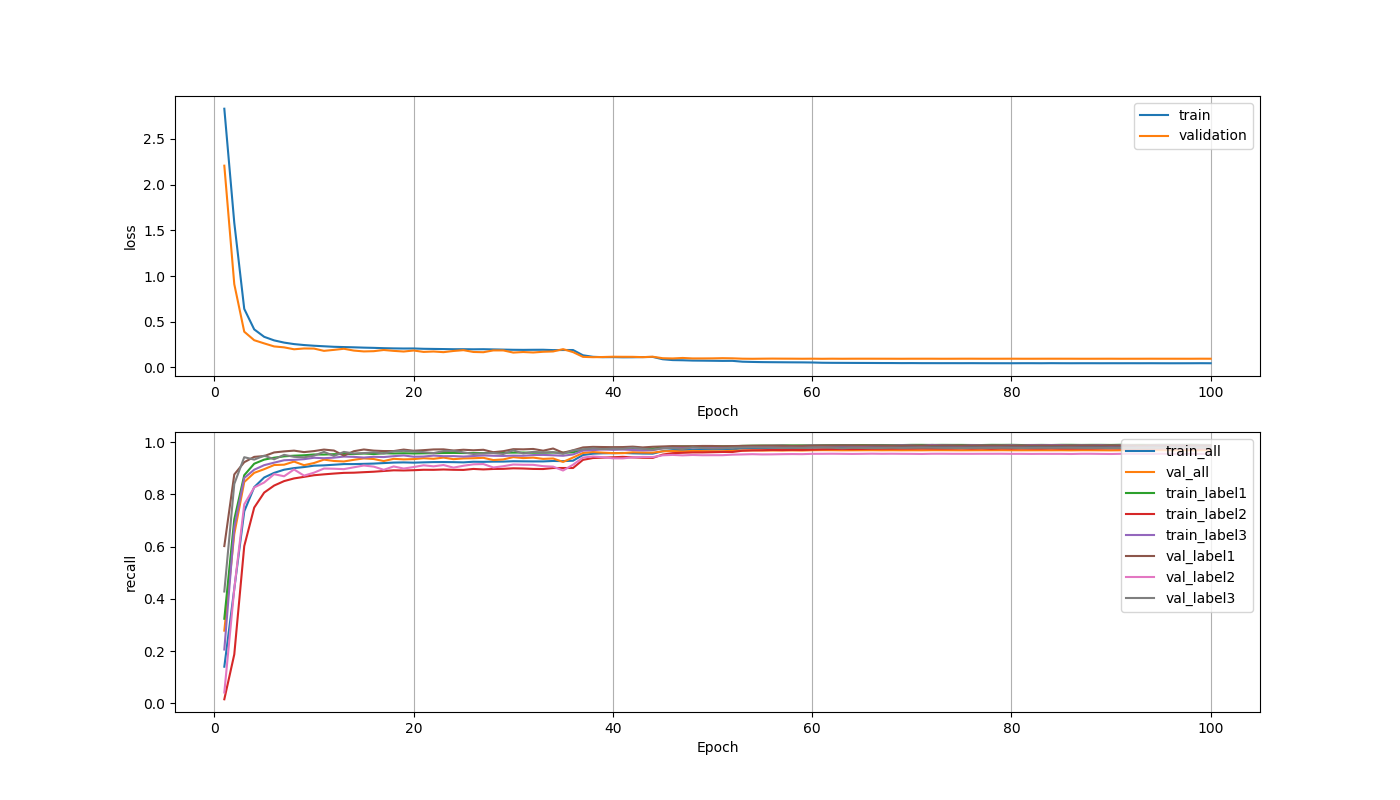 2.5
2.0
1.5
1.0
0.5
0.0
loss
train
validation
0 20 40 60 80 100
Epoch
1.0
0.8
0.6
0.4
0.2
0.0
recall
train_all
val_all
train_label1
train_label2
train_label3
val_label1
val_label2
val_label3
0 20 40 60 80 100
Epoch